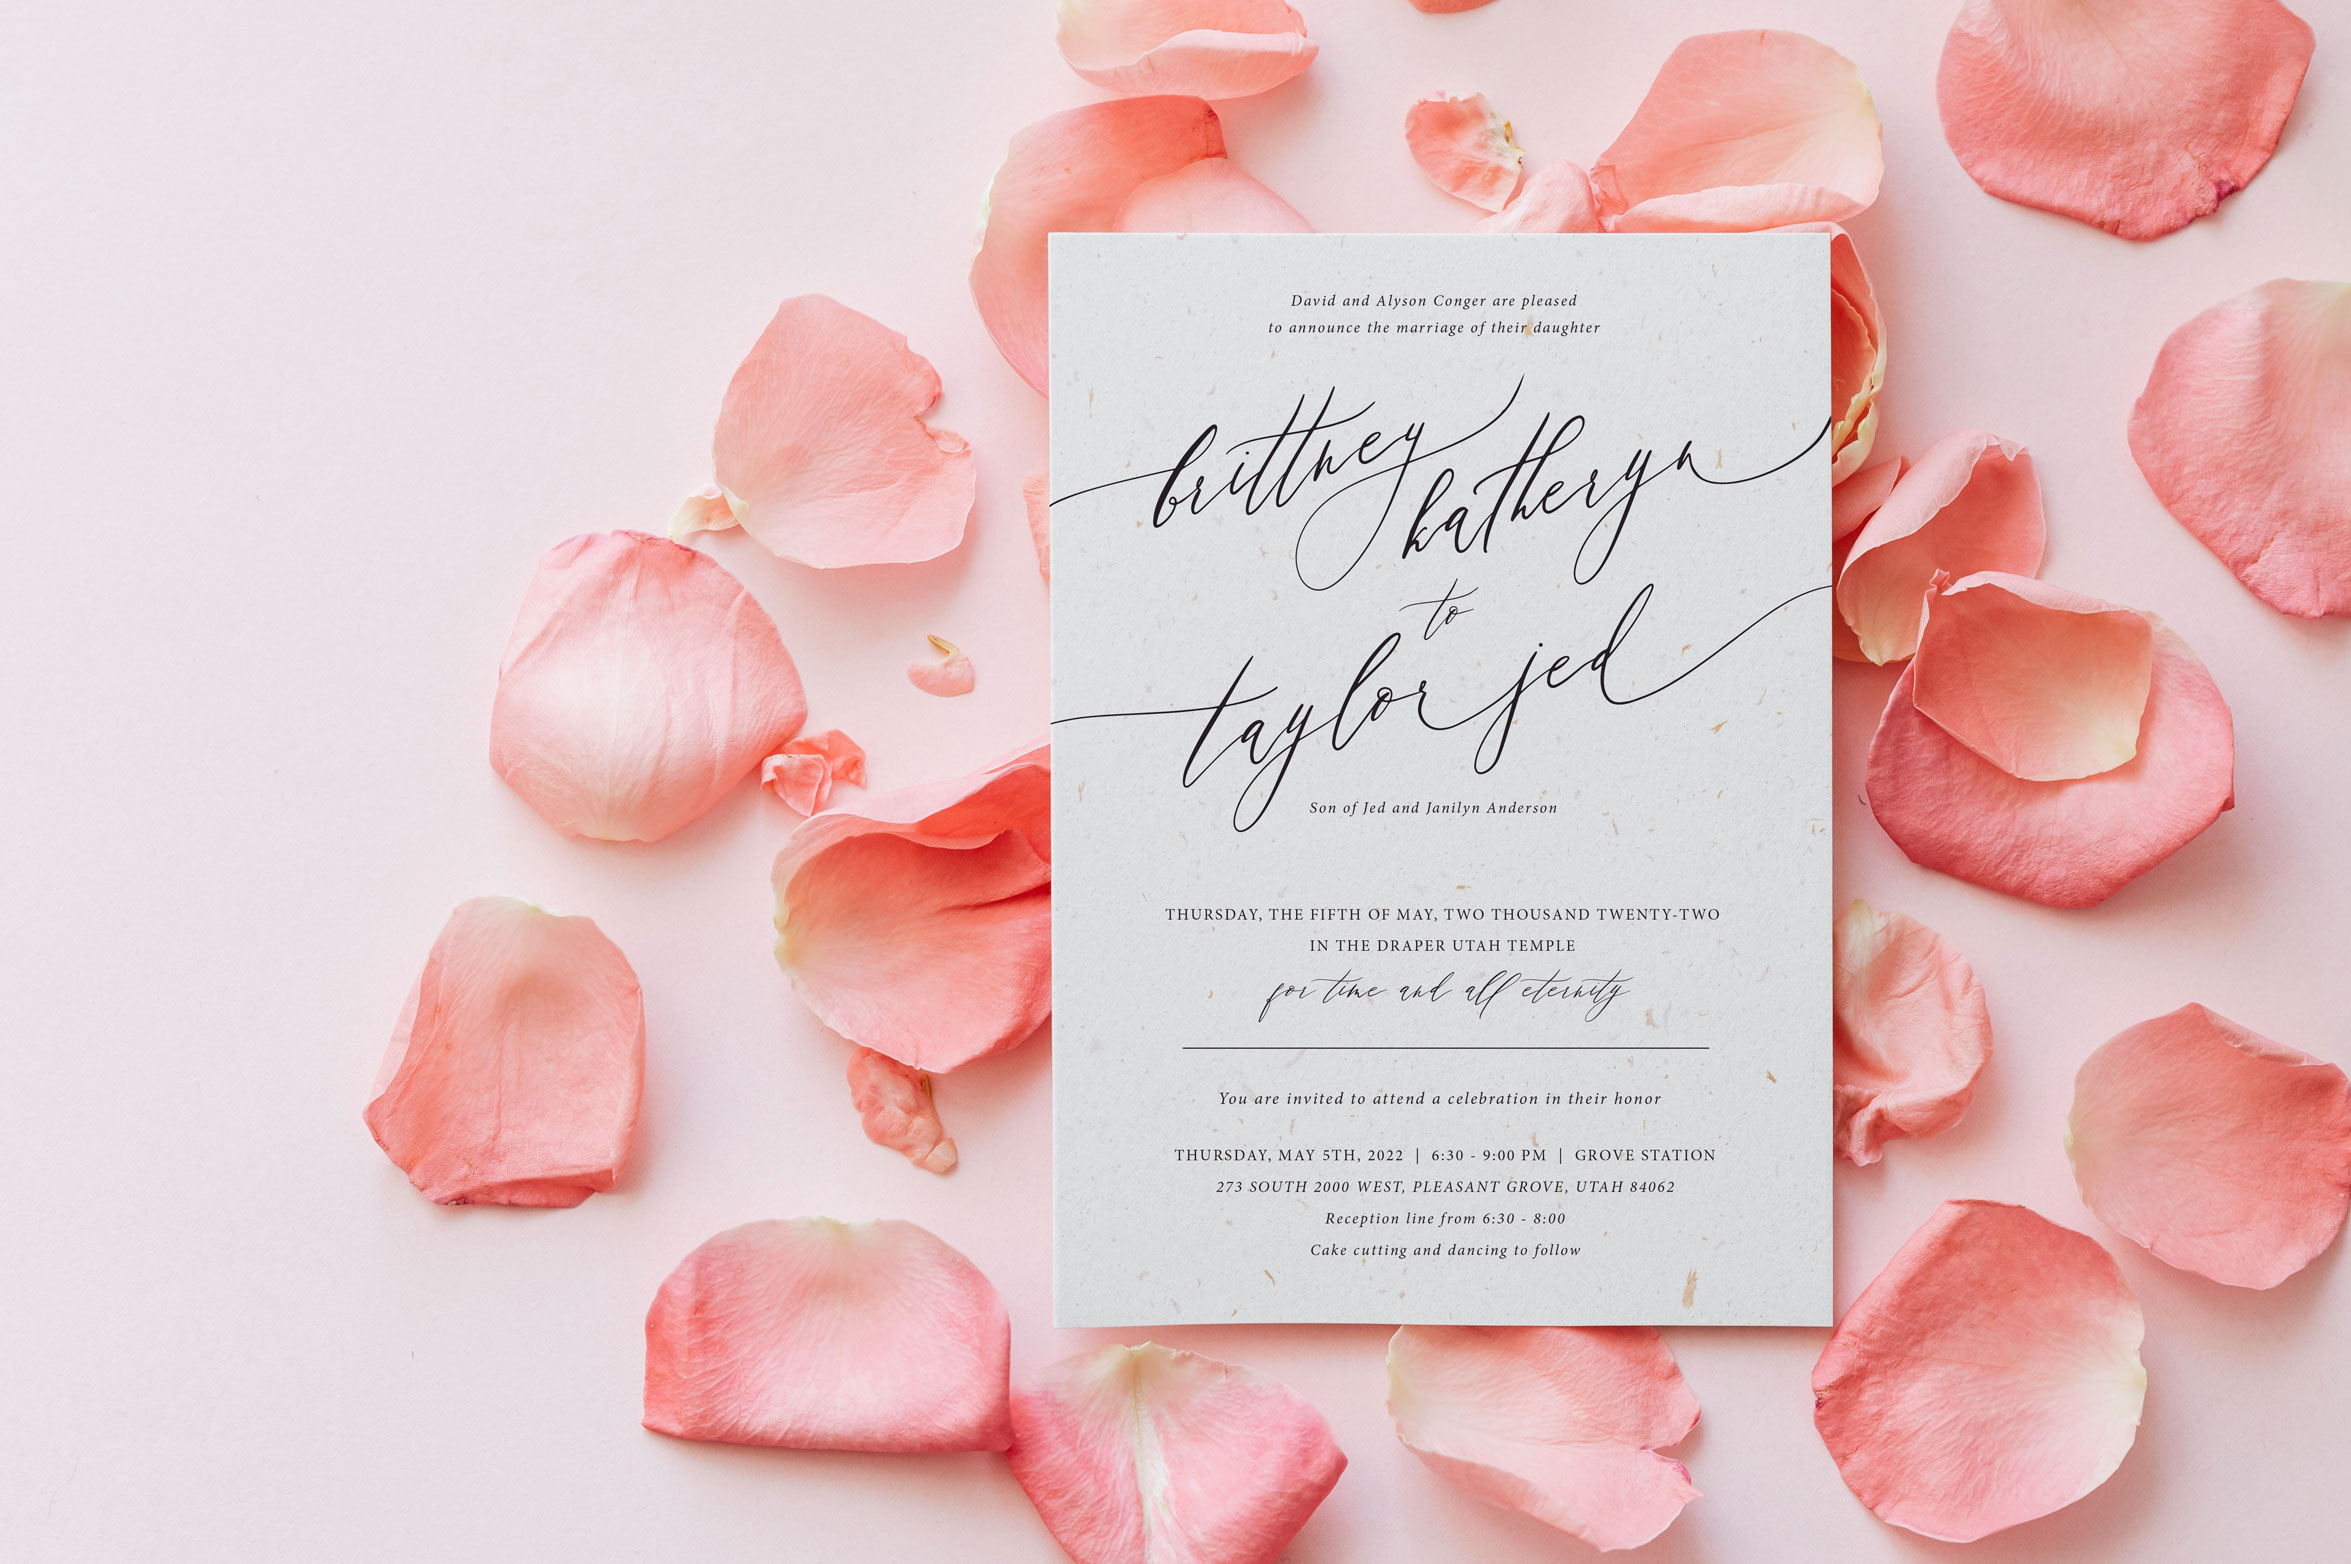 David and Alyson Conger are pleased
to announce the marriage of their daughter
brittney
katheryn
to
taylor jed
Son of Jed and Janilyn Anderson
THURSDAY, THE FIFTH OF MAY, TWO THOUSAND TWENTY-TWO
IN THE DRAPER UTAH TEMPLE
for time and all eternity
You are invited to attend a celebration in their honor
THURSDAY, MAY 5TH, 2022 | 6:30 - 9:00 PM | GROVE STATION
273 SOUTH 2000 WEST, PLEASANT GROVE, UTAH 84062
Reception line from 6:30 - 8:00
Cake cutting and dancing to follow